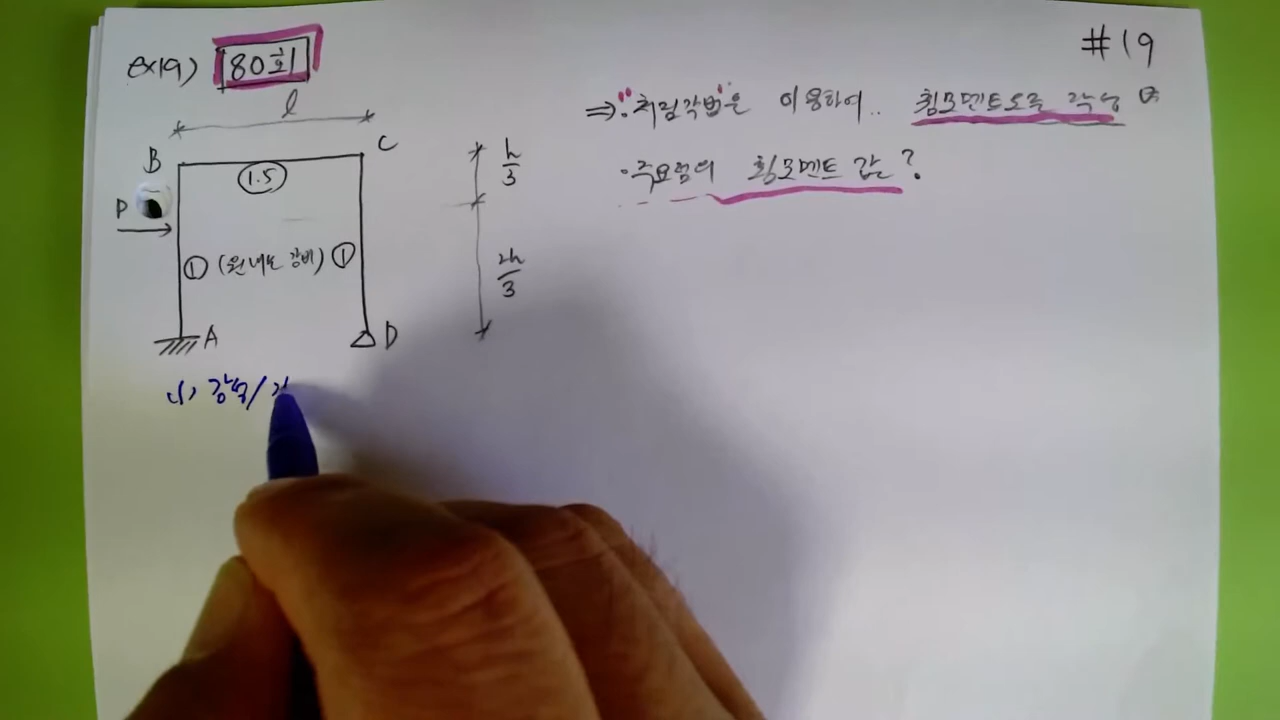 ex19) 80회
#19
l
⇒ · "처짐각법"을 이용하여.. 휨모멘트도를 작성
· 주요점의 휨모멘트 값?
B
C
1.5
h/3
P
① (원내는 강비) ①
2h/3
A
D
(1) 강도/